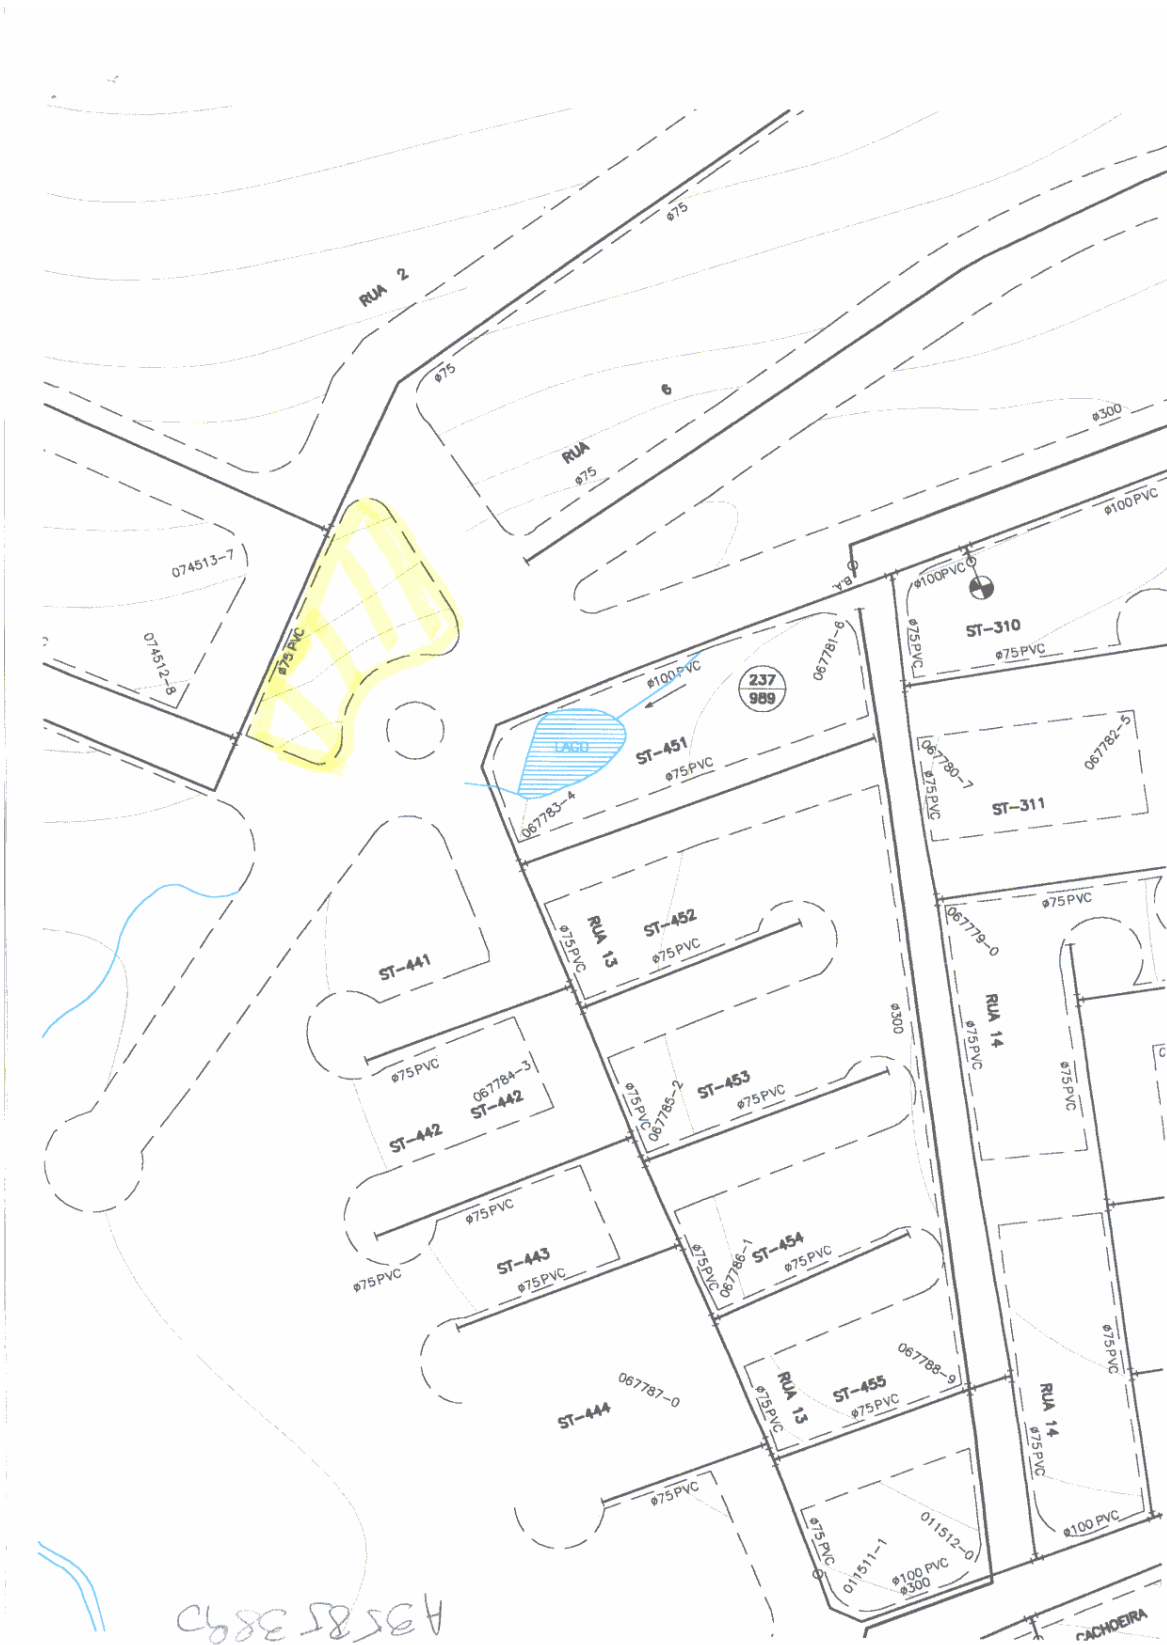 ø75
RUA 2
ø75
6
RUA
ø75
ø300
ø100PVC
074513-7
ø100PVC
B.A
074512-8
ø75PVC
ø75PVC
ST-310
ø75PVC
067781-6
ø100PVC
237
989
LAGO
ST-451
ø75PVC
067783-4
067780-7
ø75PVC
067782-5
ST-311
ø75PVC
067779-0
ST-452
RUA 13
ø75PVC
ø75PVC
ST-441
ø300
RUA 14
ø75PVC
ø75PVC
ø75PVC
067784-3
ST-442
ST-442
ST-453
ø75PVC
ø75PVC
067785-2
ø75PVC
ST-443
ø75PVC
ø75PVC
ST-454
ø75PVC
ø75PVC
067786-1
067787-0
ST-444
067788-9
ST-455
ø75PVC
RUA 13
ø75PVC
ø75PVC
RUA 14
ø75PVC
ø75PVC
ø75PVC
011511-1
011512-0
ø100 PVC
ø300
ø100 PVC
CACHOEIRA